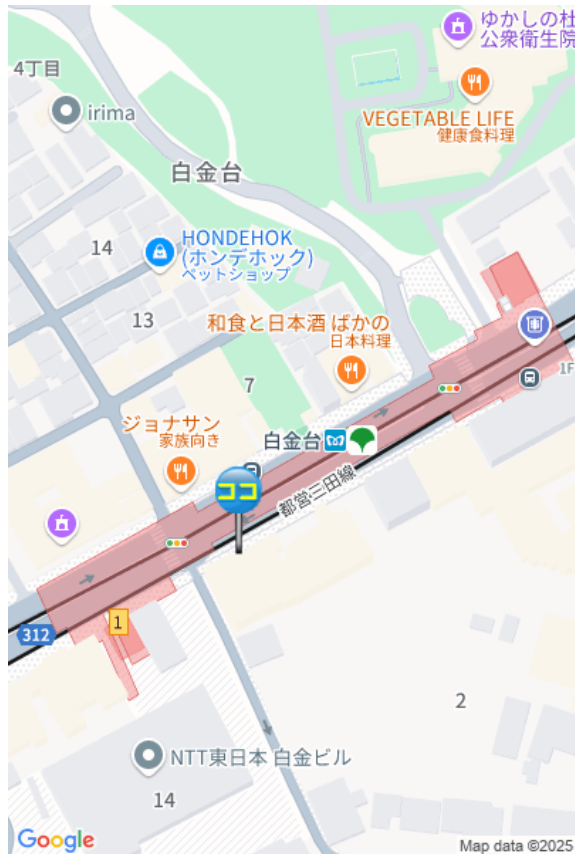 ゆかしの杜
公衆衛生院
4丁目
irima
VEGETABLE LIFE
健康食料理
白金台
14
HONDEHOK
(ホンデホック)
ペットショップ
13
和食と日本酒 ばかの
日本料理
7
1F
ジョナサン
家族向き
白金台
ココ
都営三田線
312
1
2
NTT東日本 白金ビル
14
Google
Map data ©2025